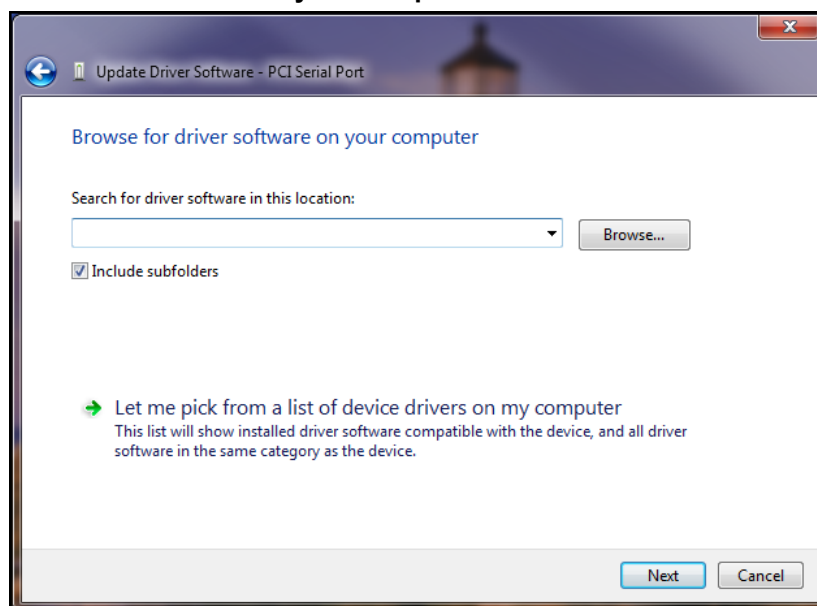 Update Driver Software - PCI Serial Port
Browse for driver software on your computer
Search for driver software in this location:
Browse...
Include subfolders
Let me pick from a list of device drivers on my computer
This list will show installed driver software compatible with the device, and all driver
software in the same category as the device.
Next
Cancel